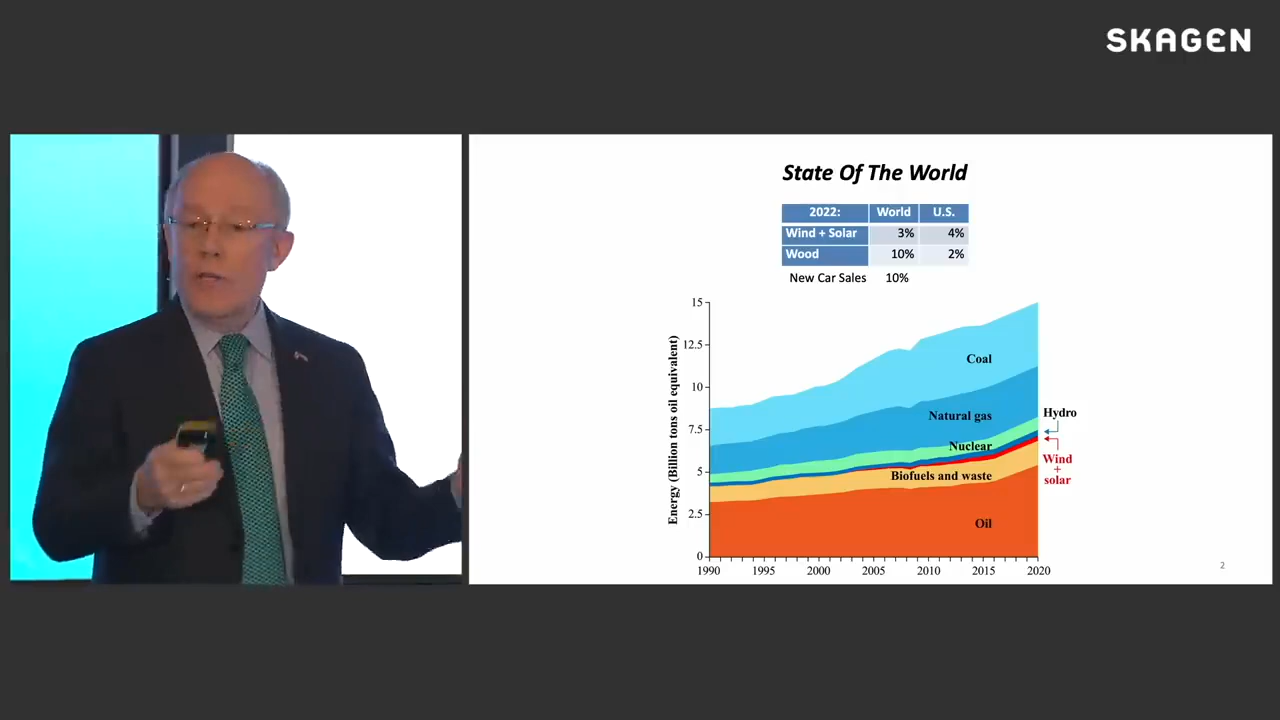 SKAGEN
State Of The World
2022: World U.S.
Wind + Solar 3% 4%
Wood 10% 2%
New Car Sales 10%
Energy (Billion tons oil equivalent)
15
12.5
10
7.5
5
2.5
0
Coal
Natural gas
Nuclear
Biofuels and waste
Oil
Hydro
Wind
+
solar
1990 1995 2000 2005 2010 2015 2020
2